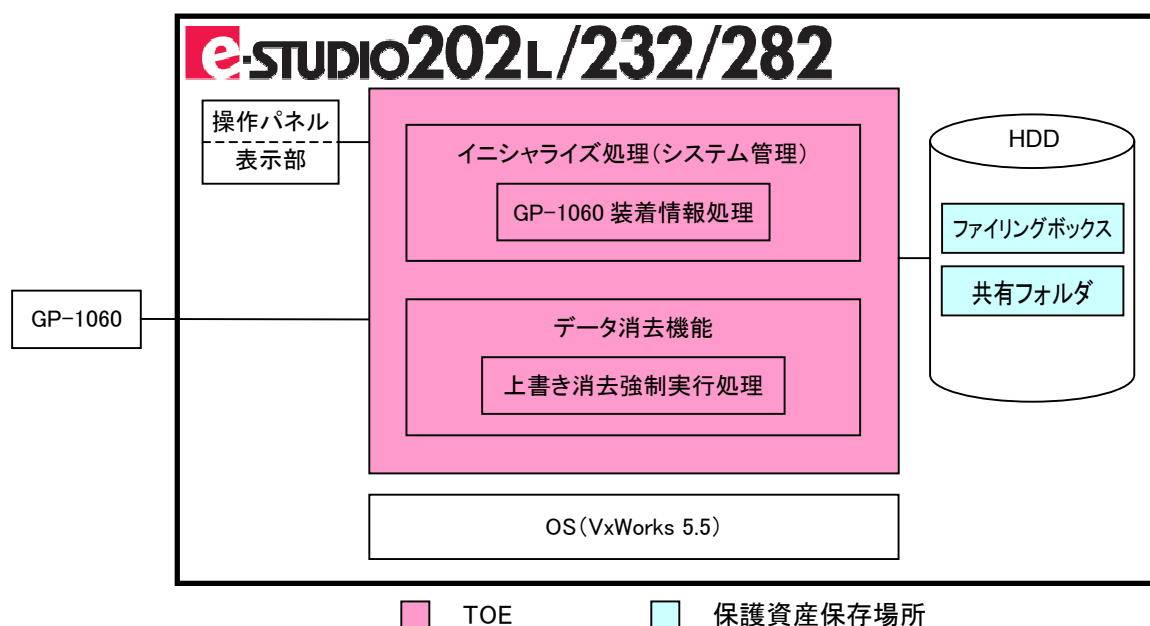 e-STUDIO202L/232/282
操作パネル
表示部
イニシャライズ処理(システム管理)
GP-1060 装着情報処理
HDD
ファイリングボックス
共有フォルダ
GP-1060
データ消去機能
上書き消去強制実行処理
OS(VxWorks 5.5)
TOE
保護資産保存場所